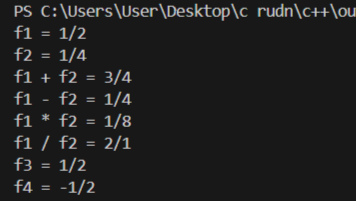 PS C:\Users\User\Desktop\c rudn\c++\ou
f1 = 1/2
f2 = 1/4
f1 + f2 = 3/4
f1 - f2 = 1/4
f1 * f2 = 1/8
f1 / f2 = 2/1
f3 = 1/2
f4 = -1/2